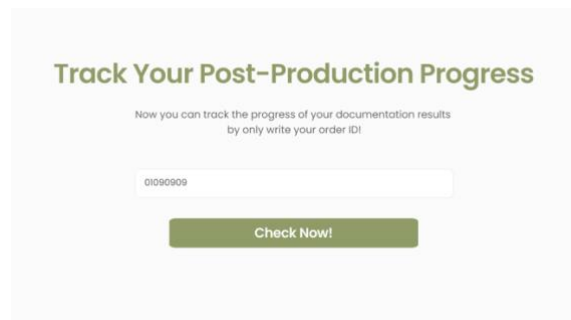 Track Your Post-Production Progress
Now you can track the progress of your documentation results
by only write your order ID!
01090909
Check Now!